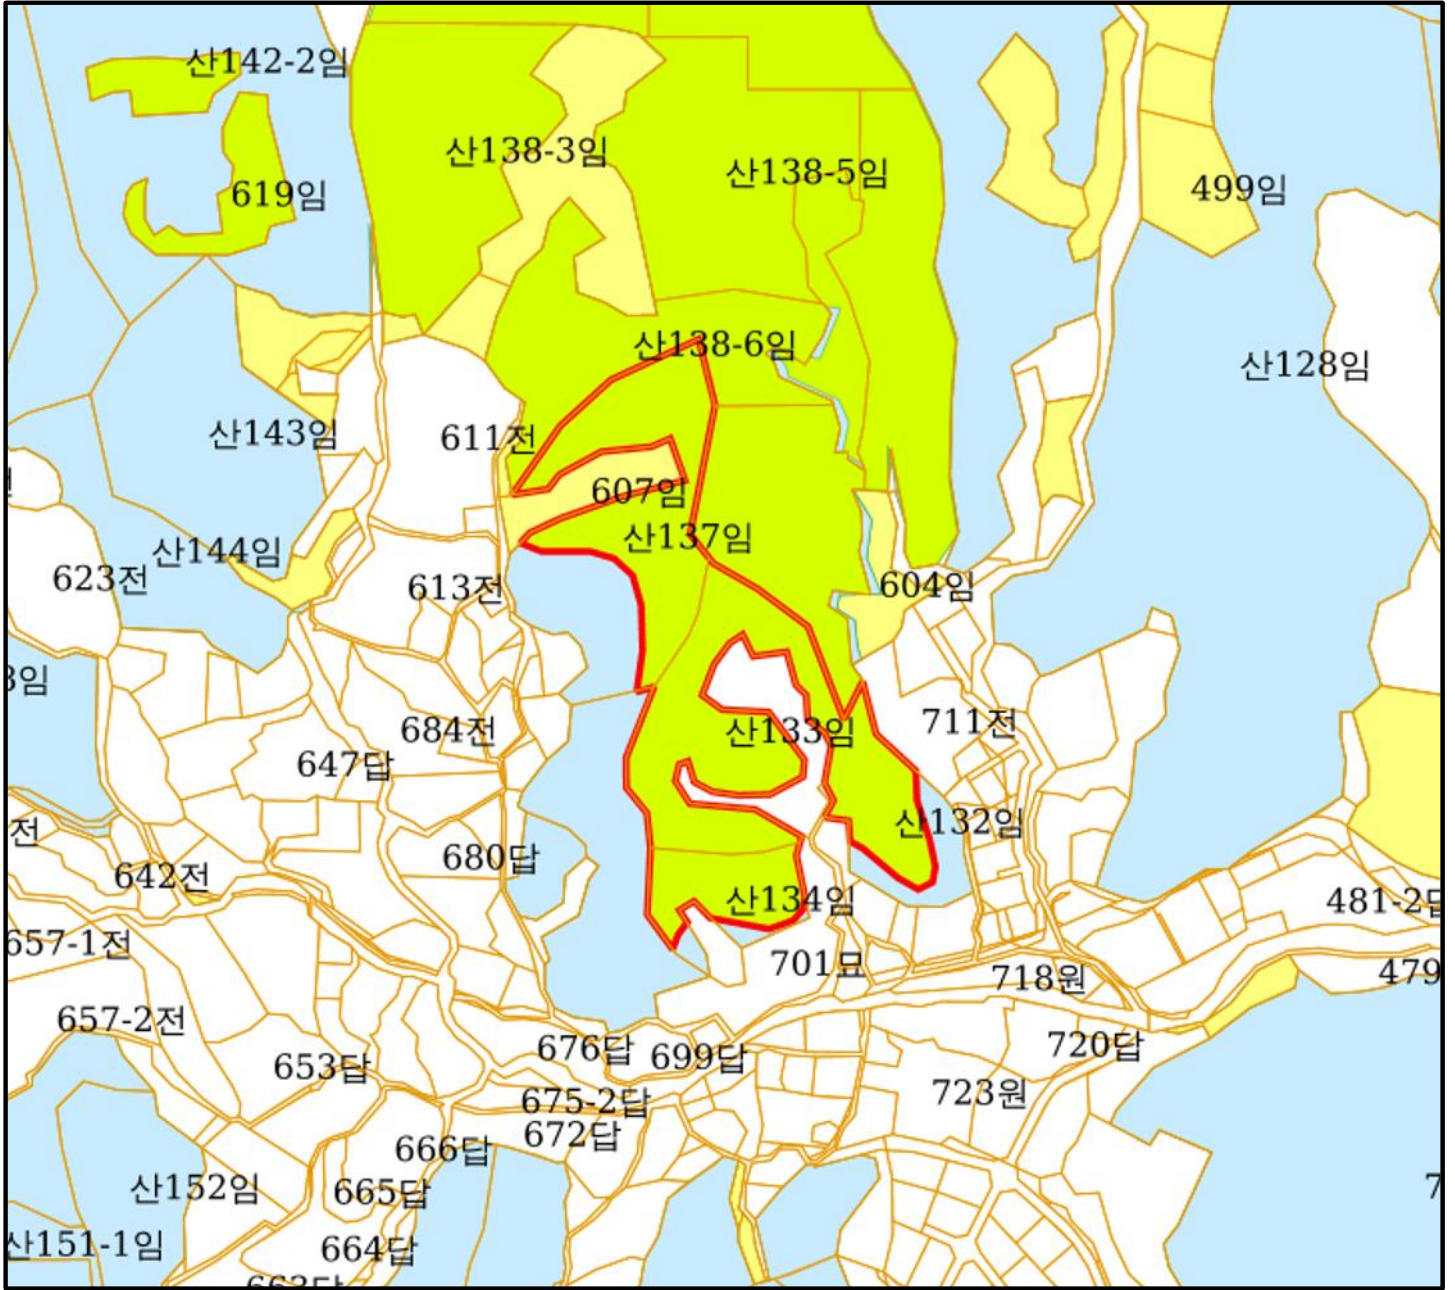 산142-2임
산138-3임
산138-5임
619임
499임
산138-6임
산128임
산143임
611전
607임
산137임
산144임
623전
613전
604임
684전
산133임
711전
647답
산132임
680답
642전
산134임
481-2답
657-1전
701묘
718원
479
657-2전
676답
699답
720답
653답
723원
675-2답
672답
666답
산152임
665답
산151-1임
664답
전